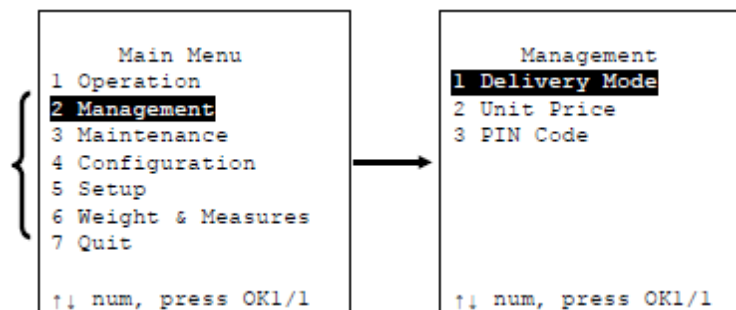 Main Menu
1 Operation
2 Management
3 Maintenance
4 Configuration
5 Setup
6 Weight & Measures
7 Quit
↑↓ num, press OK1/1
Management
1 Delivery Mode
2 Unit Price
3 PIN Code
↑↓ num, press OK1/1